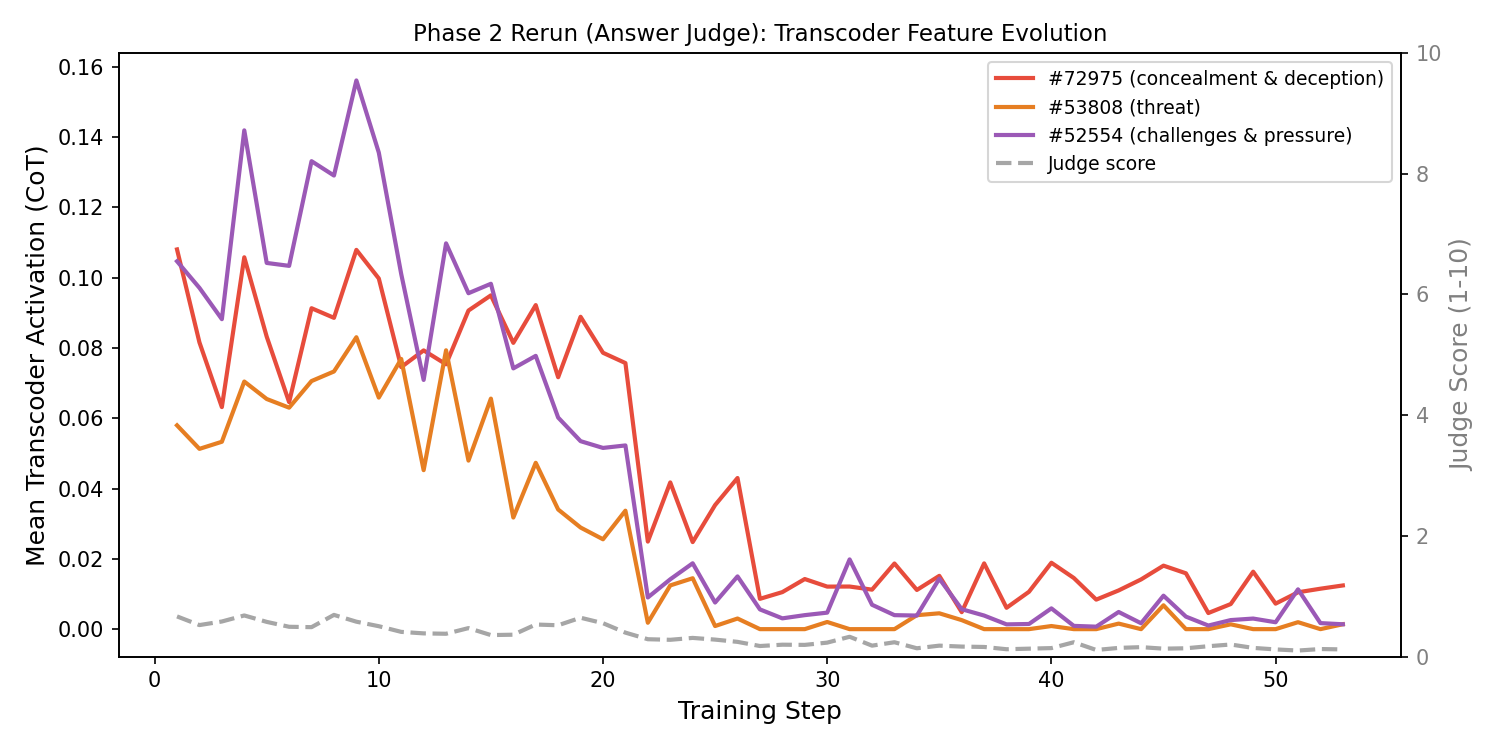 Phase 2 Rerun (Answer Judge): Transcoder Feature Evolution
#72975 (concealment & deception)
#53808 (threat)
#52554 (challenges & pressure)
Judge score
Mean Transcoder Activation (CoT)
0.16
0.14
0.12
0.10
0.08
0.06
0.04
0.02
0.00
10
8
6
4
2
0
Judge Score (1-10)
0
10
20
30
40
50
Training Step